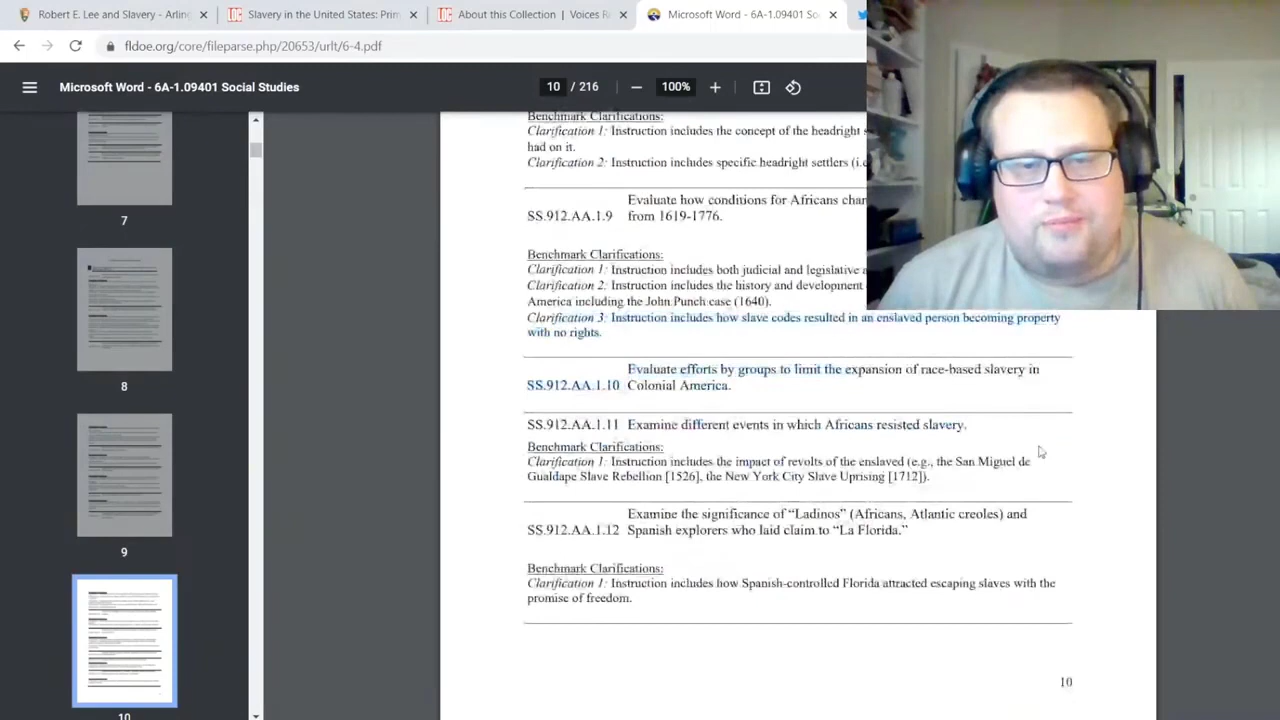 Robert E. Lee and Slavery - Arlin
Slavery in the United States: Prim
About this Collection | Voices R
Microsoft Word - 6A-1.09401 Soc
fldoe.org/core/fileparse.php/20653/urlt/6-4.pdf
Microsoft Word - 6A-1.09401 Social Studies
10 / 216
100%
7
8
9
10
Benchmark Clarifications:
Clarification 1: Instruction includes the concept of the headright
had on it.
Clarification 2: Instruction includes specific headright settlers (i.e
Evaluate how conditions for Africans chan
SS.912.AA.1.9 from 1619-1776.
Benchmark Clarifications:
Clarification 1: Instruction includes both judicial and legislative a
Clarification 2: Instruction includes the history and development
America including the John Punch case (1640).
Clarification 3: Instruction includes how slave codes resulted in an enslaved person becoming property
with no rights.
Evaluate efforts by groups to limit the expansion of race-based slavery in
SS.912.AA.1.10 Colonial America.
SS.912.AA.1.11 Examine different events in which Africans resisted slavery.
Benchmark Clarifications:
Clarification 1: Instruction includes the impact of revolts of the enslaved (e.g., the San Miguel de
Gualdape Slave Rebellion [1526], the New York City Slave Uprising [1712]).
Examine the significance of “Ladinos” (Africans, Atlantic creoles) and
SS.912.AA.1.12 Spanish explorers who laid claim to “La Florida.”
Benchmark Clarifications:
Clarification 1: Instruction includes how Spanish-controlled Florida attracted escaping slaves with the
promise of freedom.
10